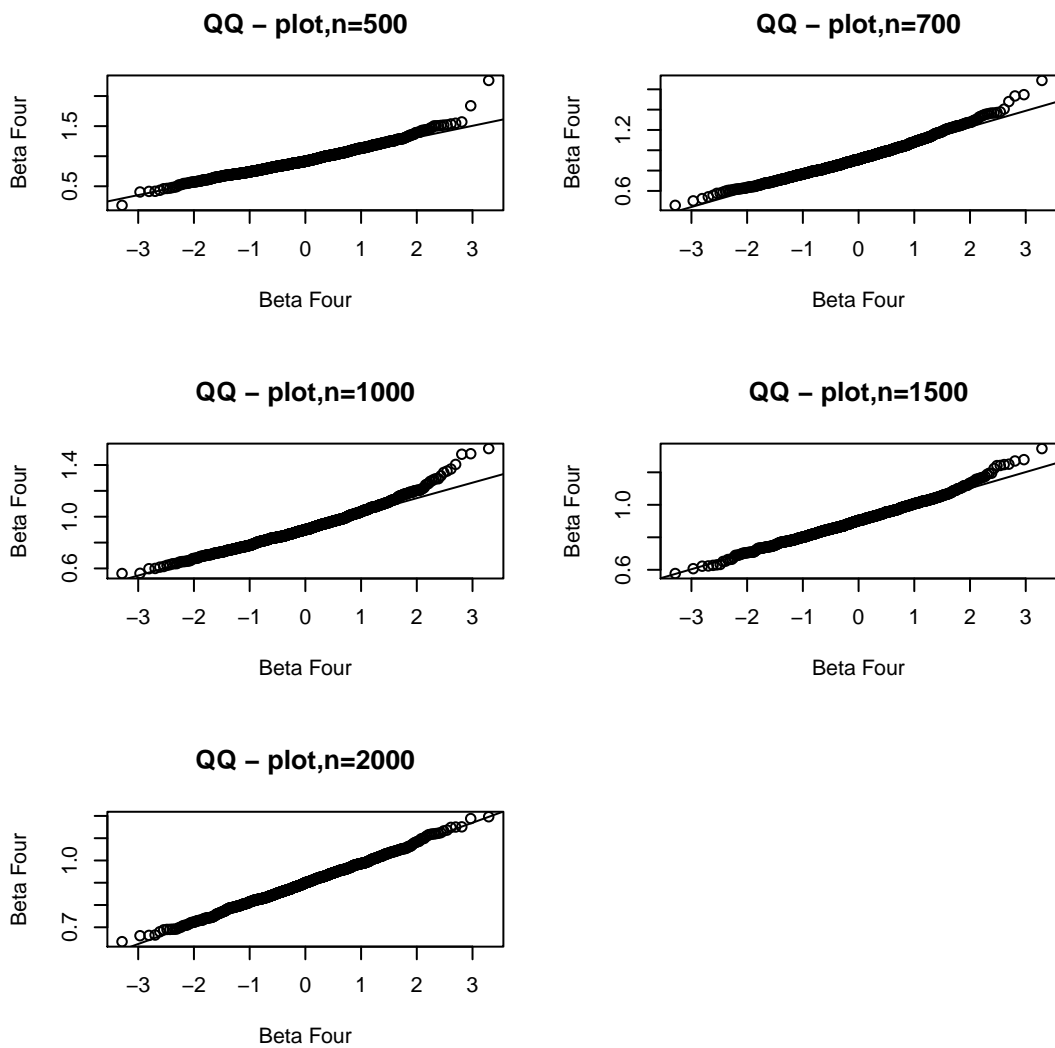 QQ − plot,n=500
Beta Four
0.5
1.5
−3 −2 −1 0 1 2 3
Beta Four
QQ − plot,n=700
Beta Four
0.6
1.2
−3 −2 −1 0 1 2 3
Beta Four
QQ − plot,n=1000
Beta Four
0.6
1.0
1.4
−3 −2 −1 0 1 2 3
Beta Four
QQ − plot,n=1500
Beta Four
0.6
1.0
−3 −2 −1 0 1 2 3
Beta Four
QQ − plot,n=2000
Beta Four
0.7
1.0
−3 −2 −1 0 1 2 3
Beta Four